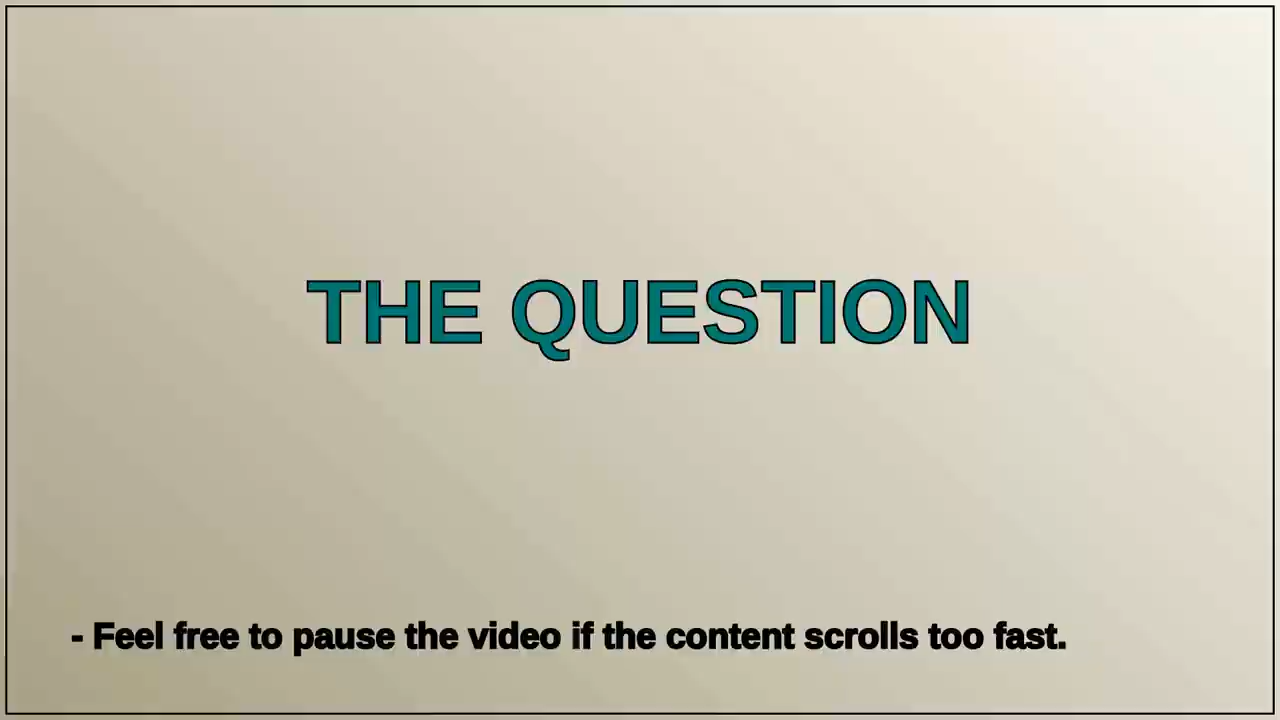 THE QUESTION
- Feel free to pause the video if the content scrolls too fast.